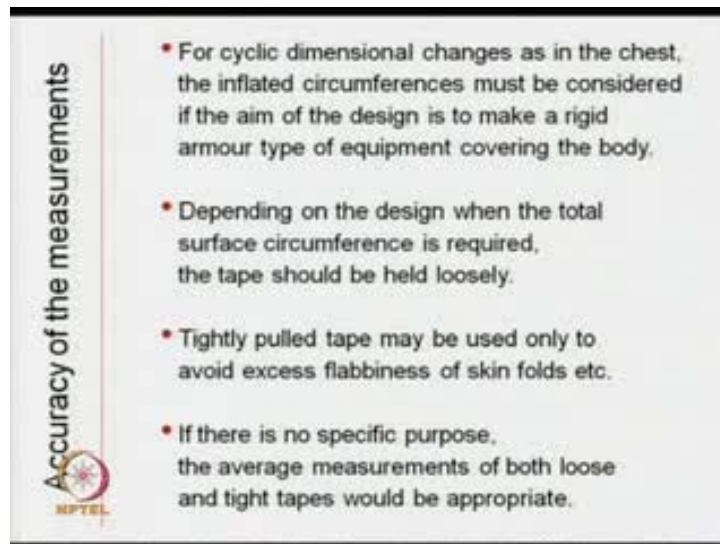 Accuracy of the measurements
• For cyclic dimensional changes as in the chest,
the inflated circumferences must be considered
if the aim of the design is to make a rigid
armour type of equipment covering the body.
• Depending on the design when the total
surface circumference is required,
the tape should be held loosely.
• Tightly pulled tape may be used only to
avoid excess flabbiness of skin folds etc.
• If there is no specific purpose,
the average measurements of both loose
and tight tapes would be appropriate.
NPTEL